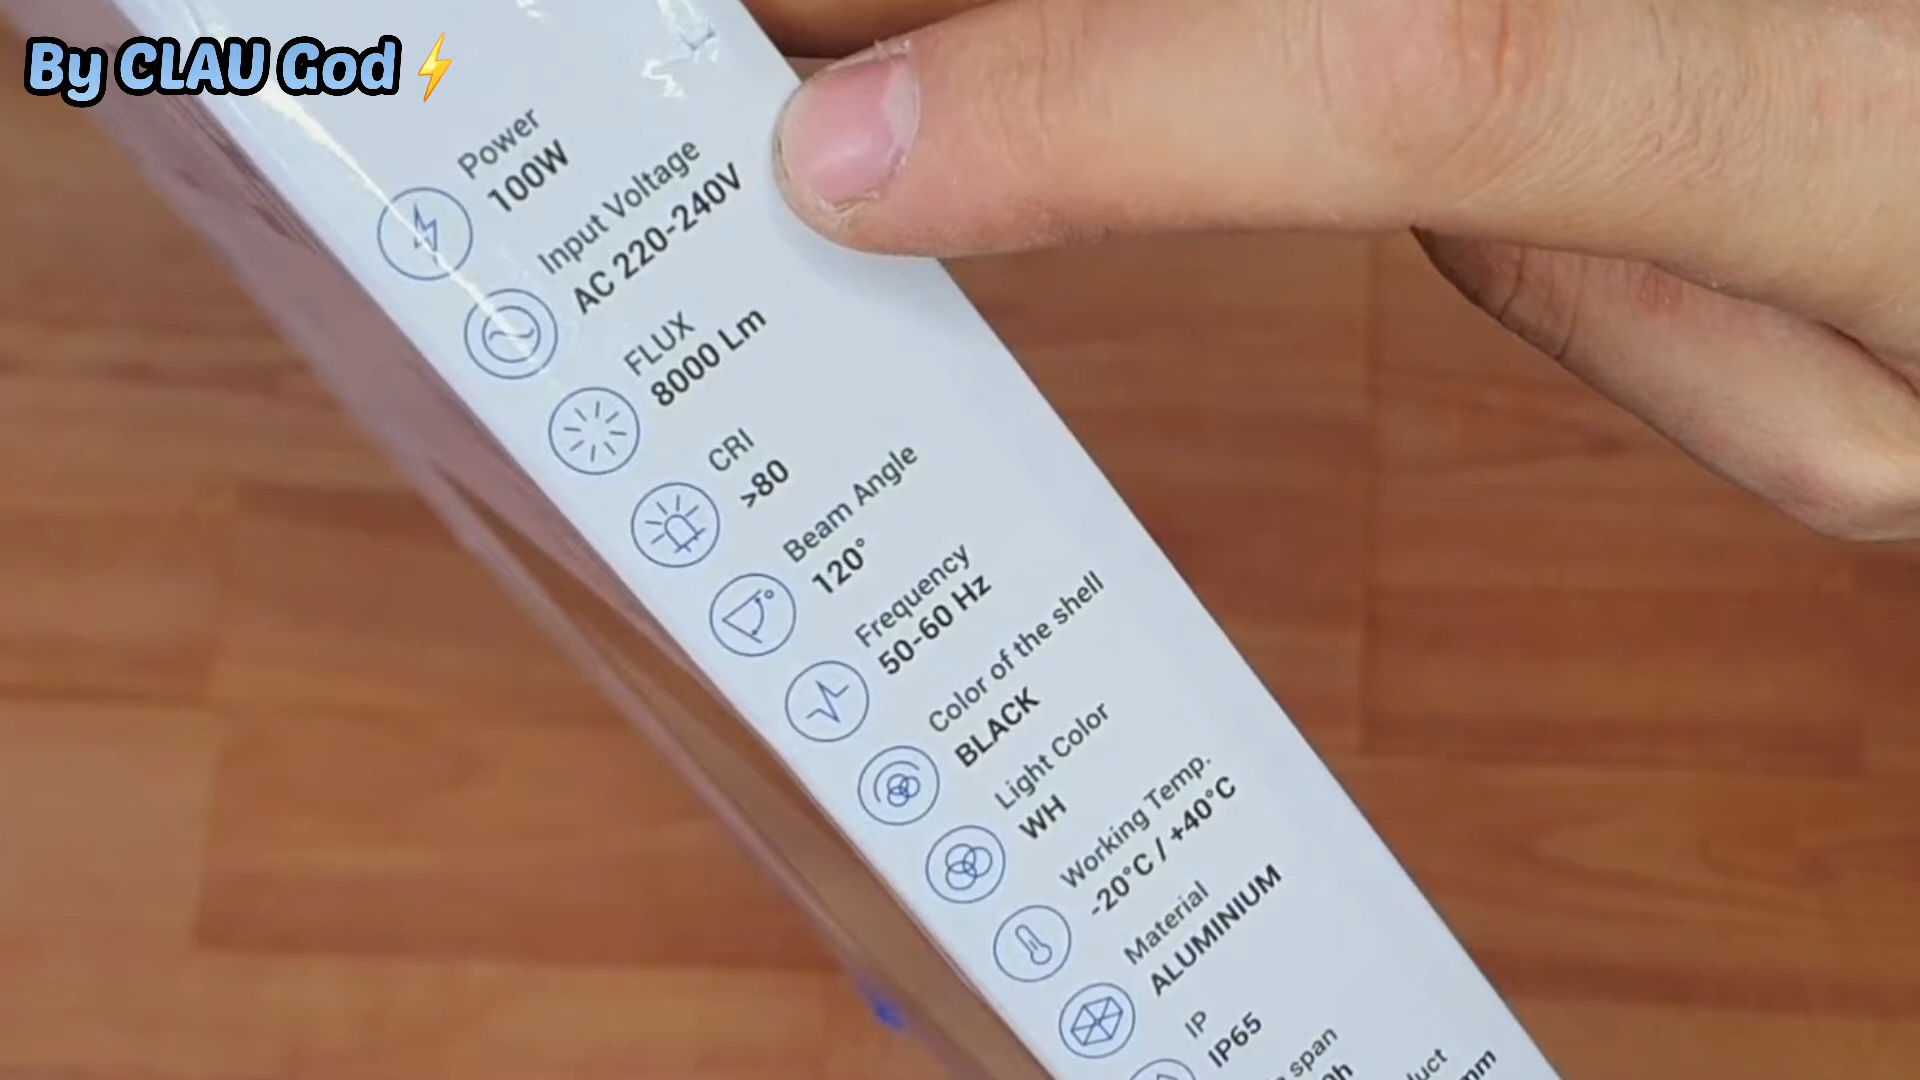 By CLAU God⚡
Power
100W
Input Voltage
AC 220-240V
FLUX
8000 Lm
CRI
>80
Beam Angle
120°
Frequency
50-60 Hz
Color of the shell
BLACK
Light Color
WH
Working Temp.
-20°C / +40°C
Material
ALUMINIUM
IP
IP65
span